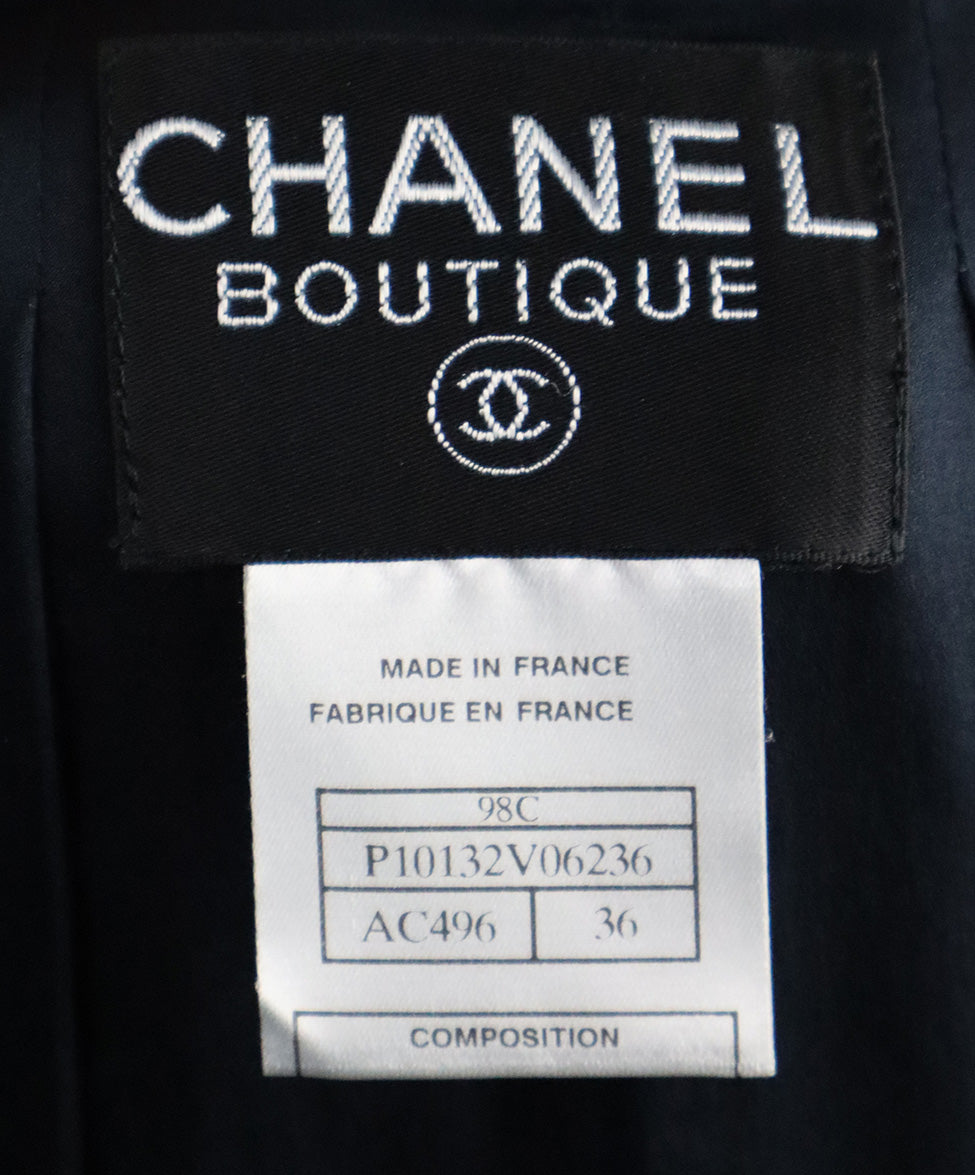 CHANEL
BOUTIQUE
MADE IN FRANCE
FABRIQUE EN FRANCE
98C
P10132V06236
AC496 36
COMPOSITION